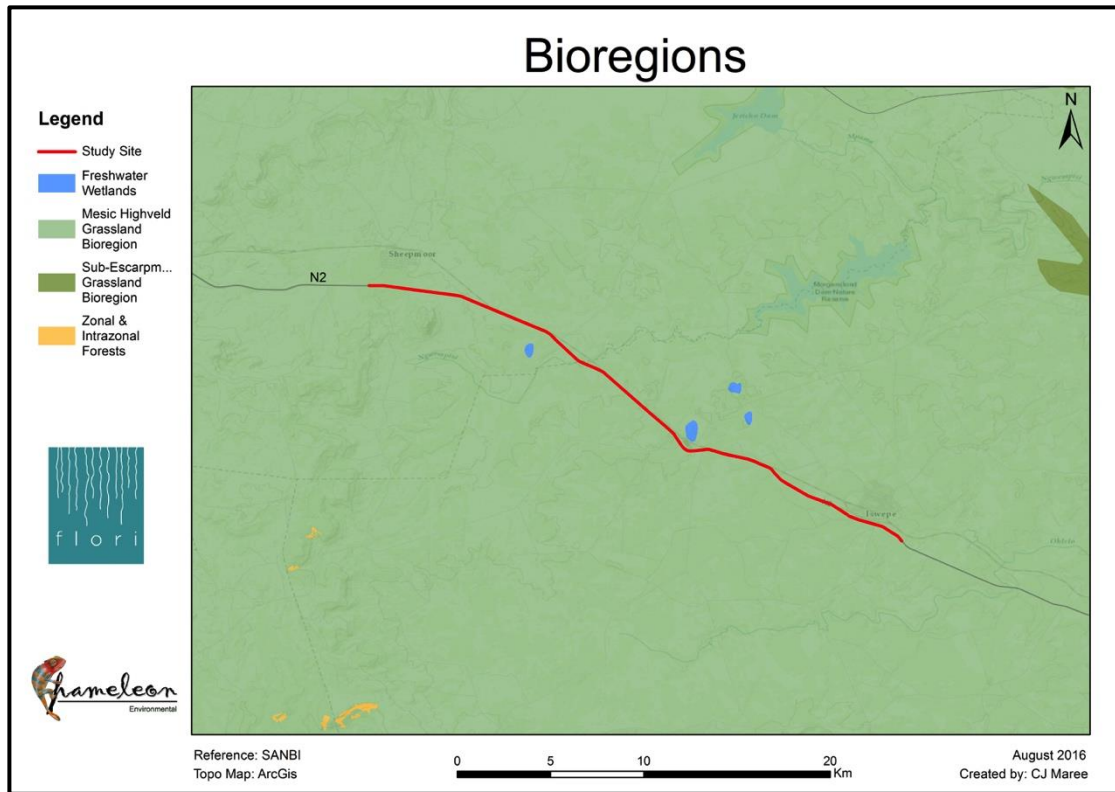 Bioregions
Legend
Study Site
Freshwater
Wetlands
Mesic Highveld
Grassland
Bioregion
Sub-Escarpm...
Grassland
Bioregion
Zonal &
Intrazonal
Forests
flori
Chameleon
Environmental
N
Sheepmoor
N2
Dam Nature
Reserve
Reference: SANBI
Topo Map: ArcGis
0
5
10
20
Km
August 2016
Created by: CJ Maree